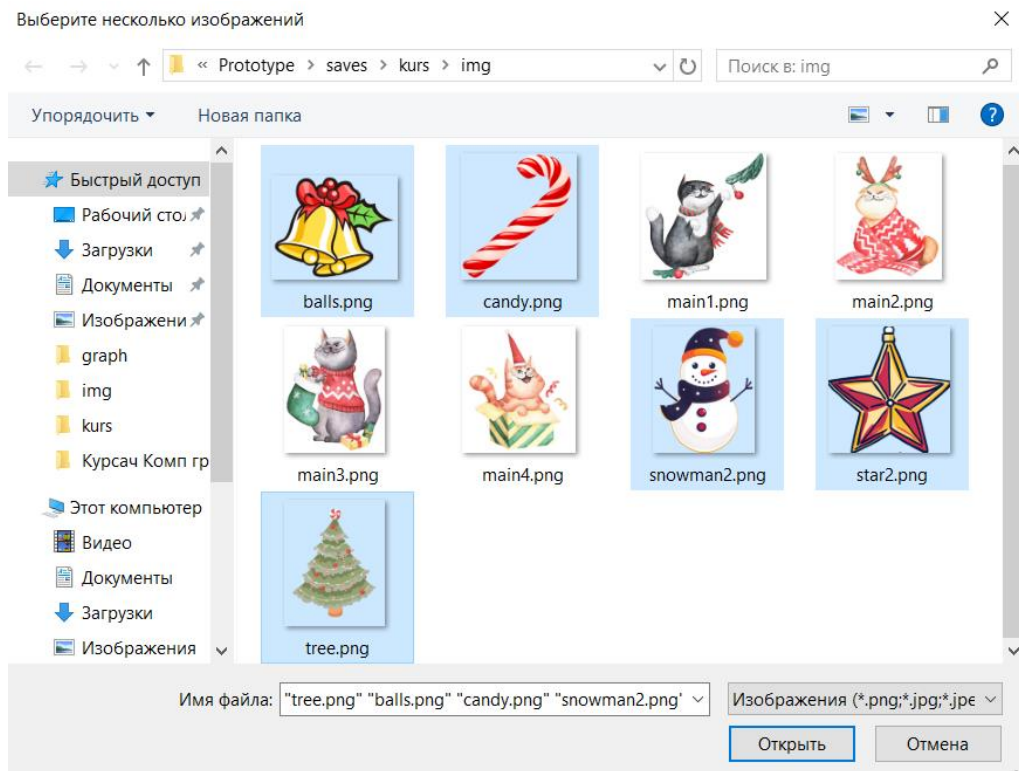 Выберите несколько изображений
« Prototype > saves > kurs > img
Поиск в: img
Упорядочить
Новая папка
Быстрый доступ
Рабочий стол
Загрузки
Документы
Изображени
graph
img
kurs
Курсач Комп гр
Этот компьютер
Видео
Документы
Загрузки
Изображения
balls.png
candy.png
main1.png
main2.png
main3.png
main4.png
snowman2.png
star2.png
tree.png
Имя файла: "tree.png" "balls.png" "candy.png" "snowman2.png"
Изображения (*.png;*.jpg;*.jpe
Открыть
Отмена